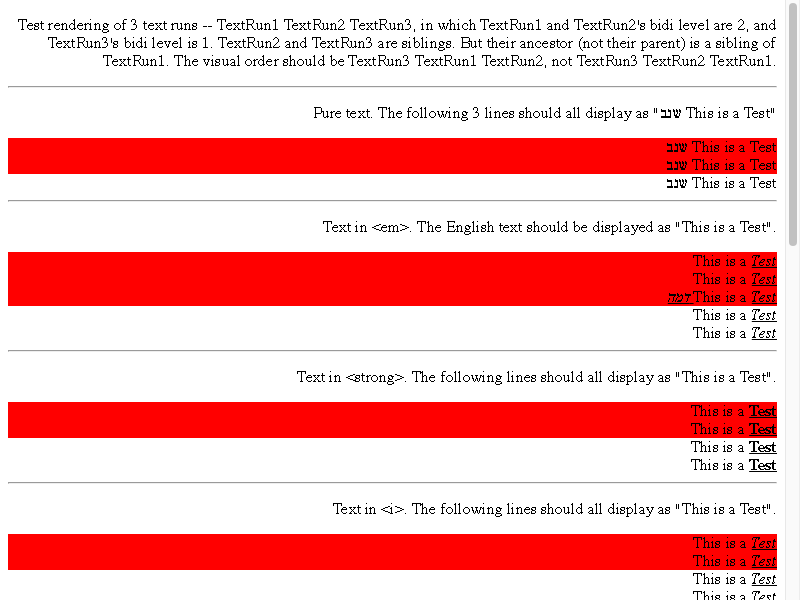 Test rendering of 3 text runs -- TextRun1 TextRun2 TextRun3, in which TextRun1 and TextRun2's bidi level are 2, and
TextRun3's bidi level is 1. TextRun2 and TextRun3 are siblings. But their ancestor (not their parent) is a sibling of
TextRun1. The visual order should be TextRun3 TextRun1 TextRun2, not TextRun3 TextRun2 TextRun1.
Pure text. The following 3 lines should all display as "שנב This is a Test"
שנב This is a Test
שנב This is a Test
שנב This is a Test
Text in <em>. The English text should be displayed as "This is a Test".
This is a Test
This is a Test
דמה This is a Test
This is a Test
This is a Test
Text in <strong>. The following lines should all display as "This is a Test".
This is a Test
This is a Test
This is a Test
This is a Test
Text in <i>. The following lines should all display as "This is a Test".
This is a Test
This is a Test
This is a Test
This is a Test